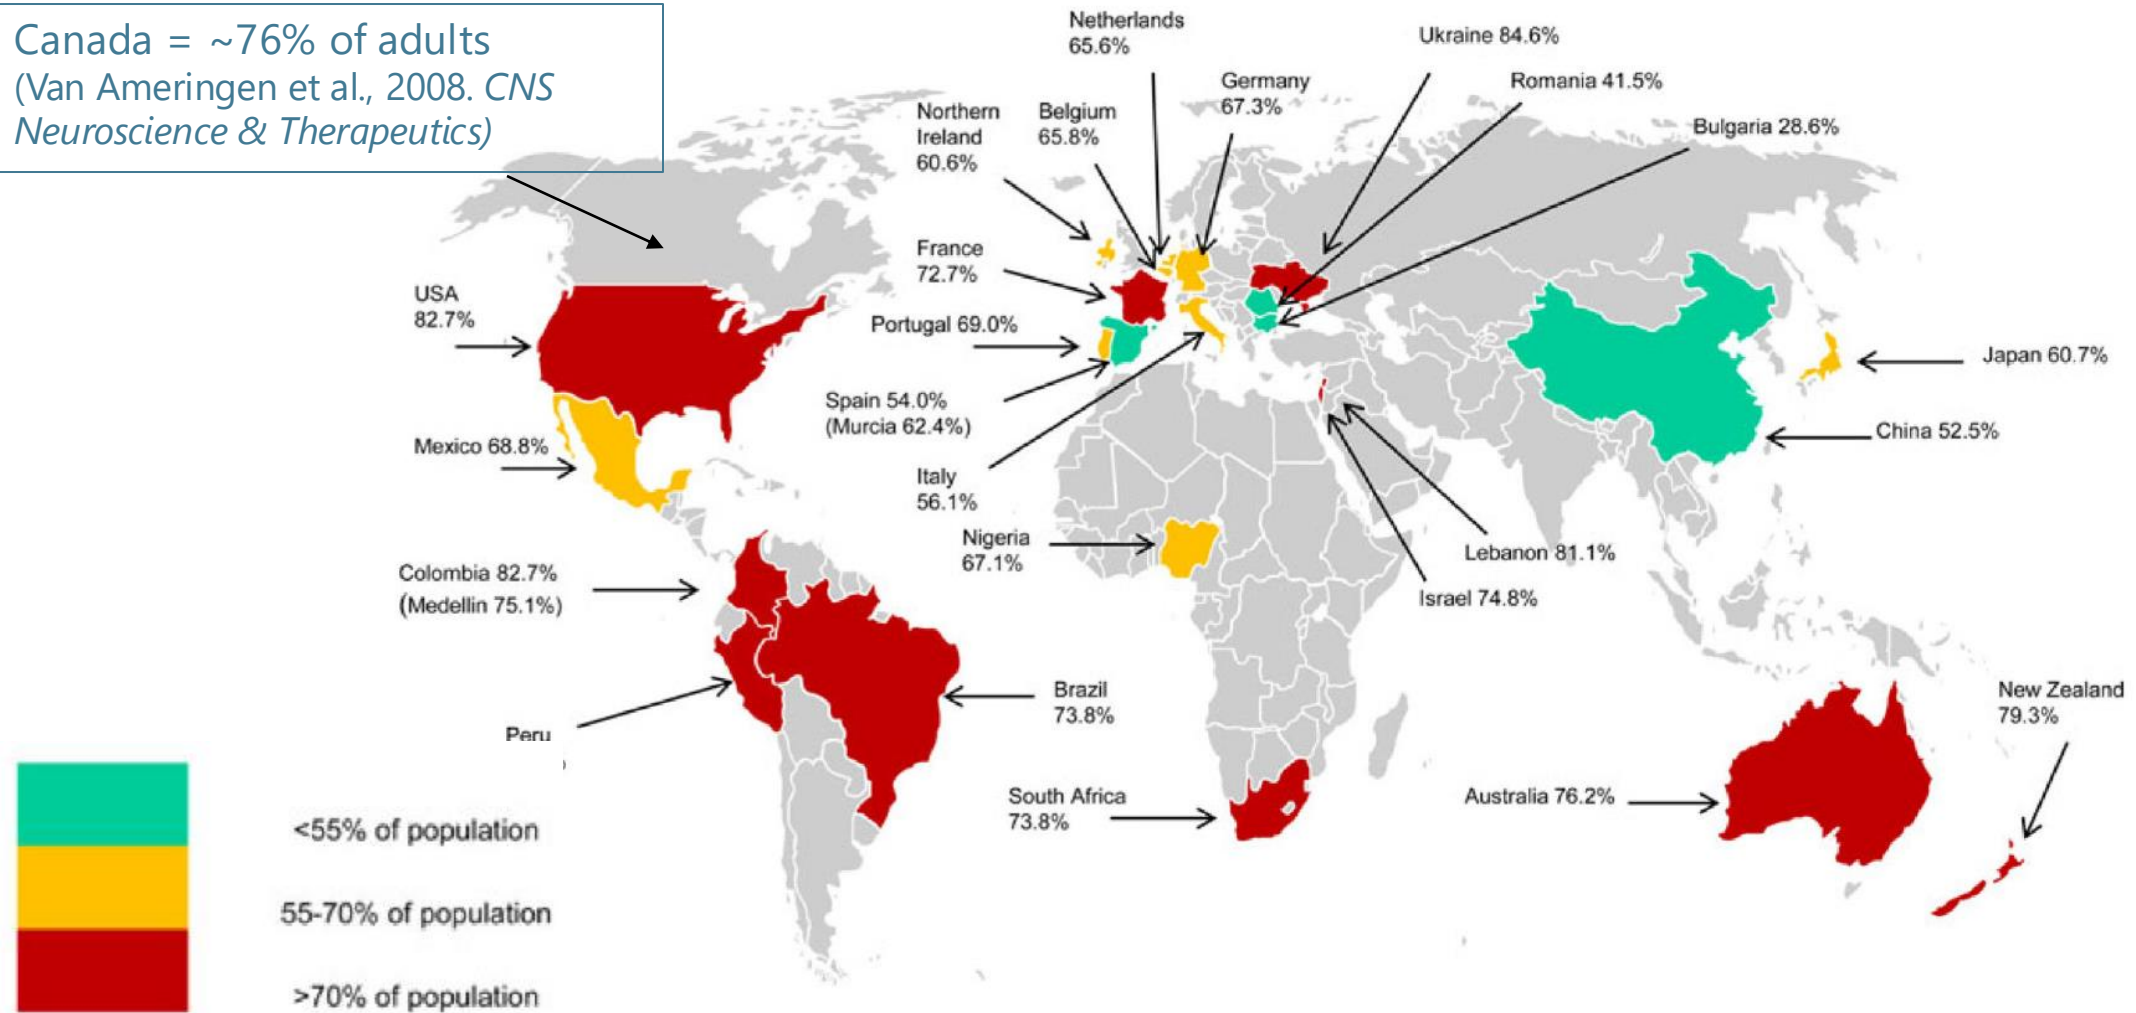 Canada = ~76% of adults
(Van Ameringen et al., 2008. CNS
Neuroscience & Therapeutics)
Netherlands
65.6%
Ukraine 84.6%
Germany
67.3%
Romania 41.5%
Northern
Ireland
60.6%
Belgium
65.8%
Bulgaria 28.6%
France
72.7%
USA
82.7%
Portugal 69.0%
Japan 60.7%
Spain 54.0%
(Murcia 62.4%)
China 52.5%
Mexico 68.8%
Italy
56.1%
Nigeria
67.1%
Lebanon 81.1%
Colombia 82.7%
(Medellin 75.1%)
Israel 74.8%
Brazil
73.8%
New Zealand
79.3%
Peru
South Africa
73.8%
Australia 76.2%
<55% of population
55-70% of population
>70% of population